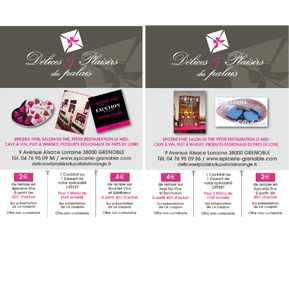 Délices & Plaisirs
du palais
EPICERIE FINE, SALON DE THÉ, PETITE RESTAURATION LE MIDI,
CAVE À VIN, PUIT À WHISKY, PRODUITS RÉGIONAUX DE PAYS DE LOIRE
9 Avenue Alsace Lorraine 38000 GRENOBLE
Tél. 04 76 95 09 86 / www.epicerie-grenoble.com
delicesetplaisirsdupalais@orange.fr
2€
de remise en
épicerie fine
à partir de
20€ d'achat
Sur présentation
de ce coupon
Offre non cumulable
1 Cocktail ou
1 Dessert de
notre spécialité
OFFERT
Pour 1 Menu du
mois acheté
Sur présentation
de ce coupon
Offre non cumulable
4€
de remise sur
tous les Vins
et Spiritueux
à partir 40€ d'achat
Sur présentation
de ce coupon
Offre non cumulable
Délices & Plaisirs
du palais
EPICERIE FINE, SALON DE THÉ, PETITE RESTAURATION LE MIDI,
CAVE À VIN, PUIT À WHISKY, PRODUITS RÉGIONAUX DE PAYS DE LOIRE
9 Avenue Alsace Lorraine 38000 GRENOBLE
Tél. 04 76 95 09 86 / www.epicerie-grenoble.com
delicesetplaisirsdupalais@orange.fr
4€
de remise sur
tous les Vins et
Spiritueux
à partir 40€ d'achat
Sur présentation
de ce coupon
Offre non cumulable
1 Cocktail ou
1 Dessert de
notre spécialité
OFFERT
Pour 1 Menu du
mois acheté
Sur présentation
de ce coupon
Offre non cumulable
2€
de remise en
épicerie fine
à partir de
20€ d'achat
Sur présentation
de ce coupon
Offre non cumulable